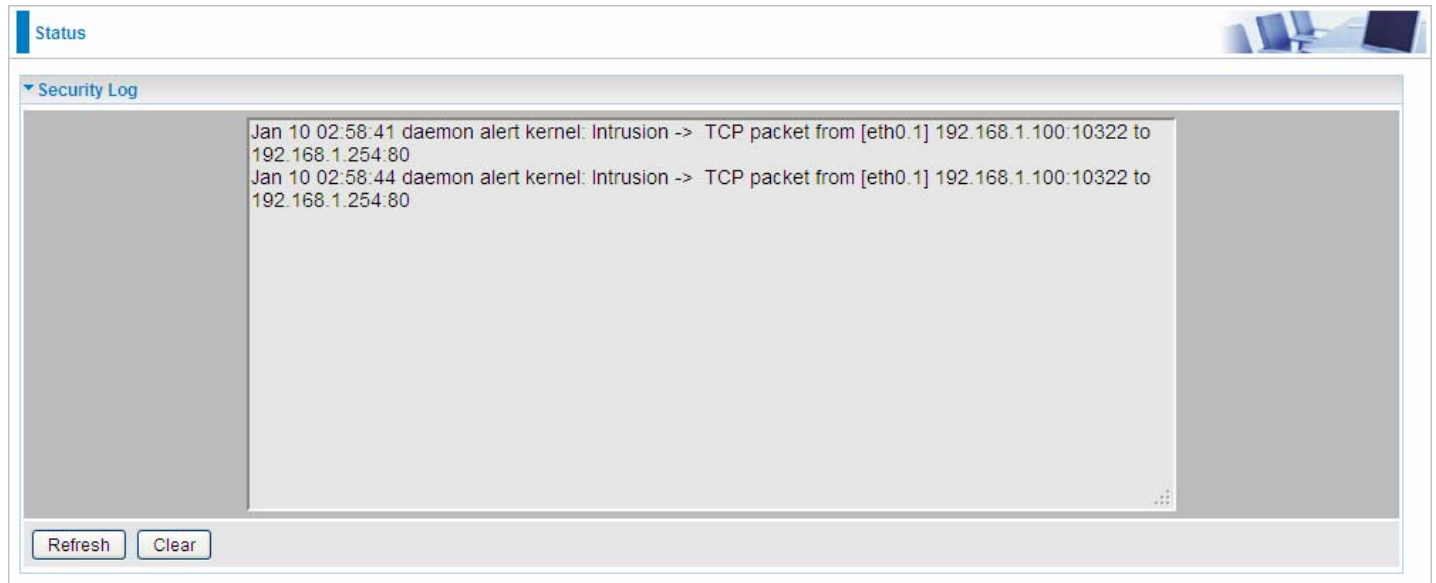 Status
Security Log
Jan 10 02:58:41 daemon alert kernel: Intrusion -> TCP packet from [eth0.1] 192.168.1.100:10322 to
192.168.1.254:80
Jan 10 02:58:44 daemon alert kernel: Intrusion -> TCP packet from [eth0.1] 192.168.1.100:10322 to
192.168.1.254:80
Refresh Clear